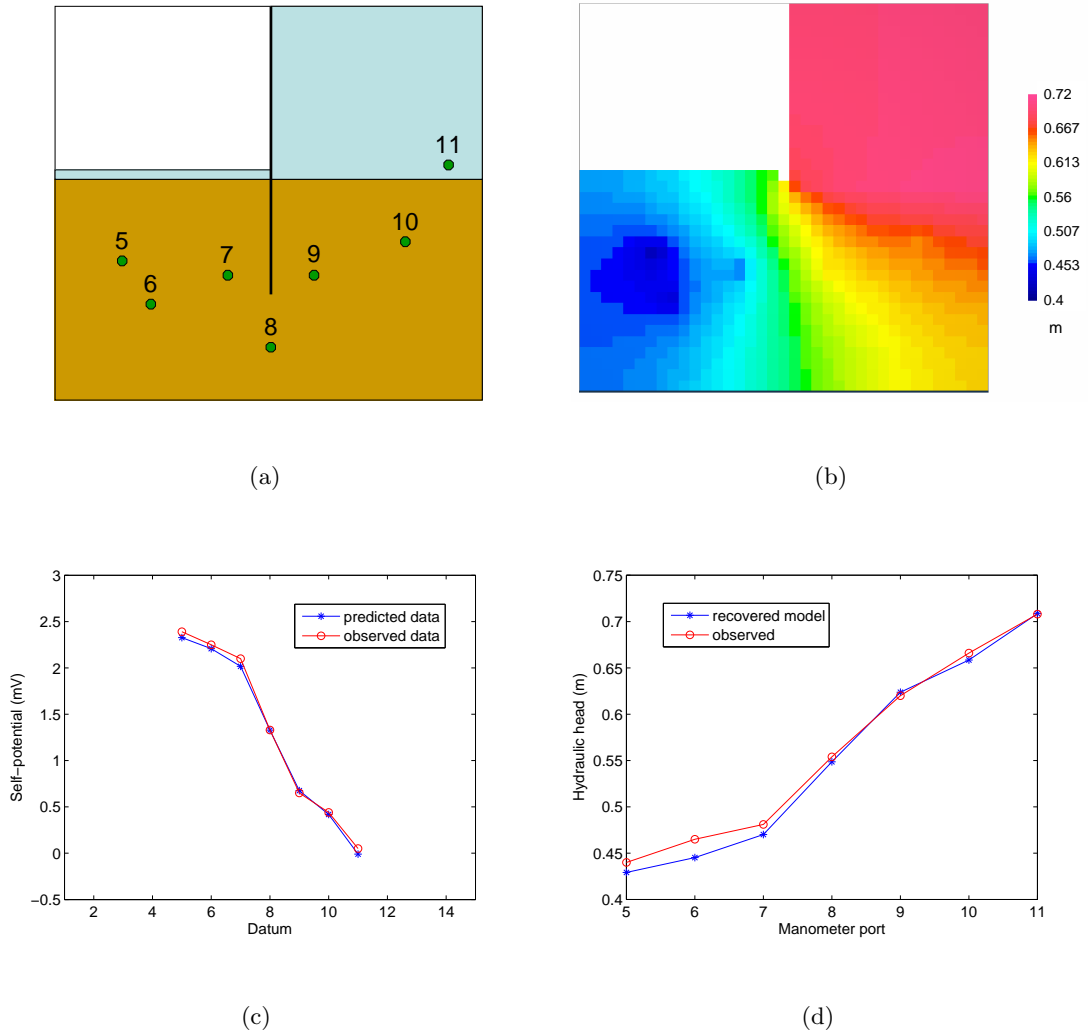 11
10
5
7
9
6
8
0.72
0.667
0.613
0.56
0.507
0.453
0.4
m
(a)
(b)
3
2.5
2
1.5
1
0.5
0
−0.5
Self−potential (mV)
predicted data
observed data
2 4 6 8 10 12 14
Datum
0.75
0.7
0.65
0.6
0.55
0.5
0.45
0.4
Hydraulic head (m)
recovered model
observed
5 6 7 8 9 10 11
Manometer port
(c)
(d)